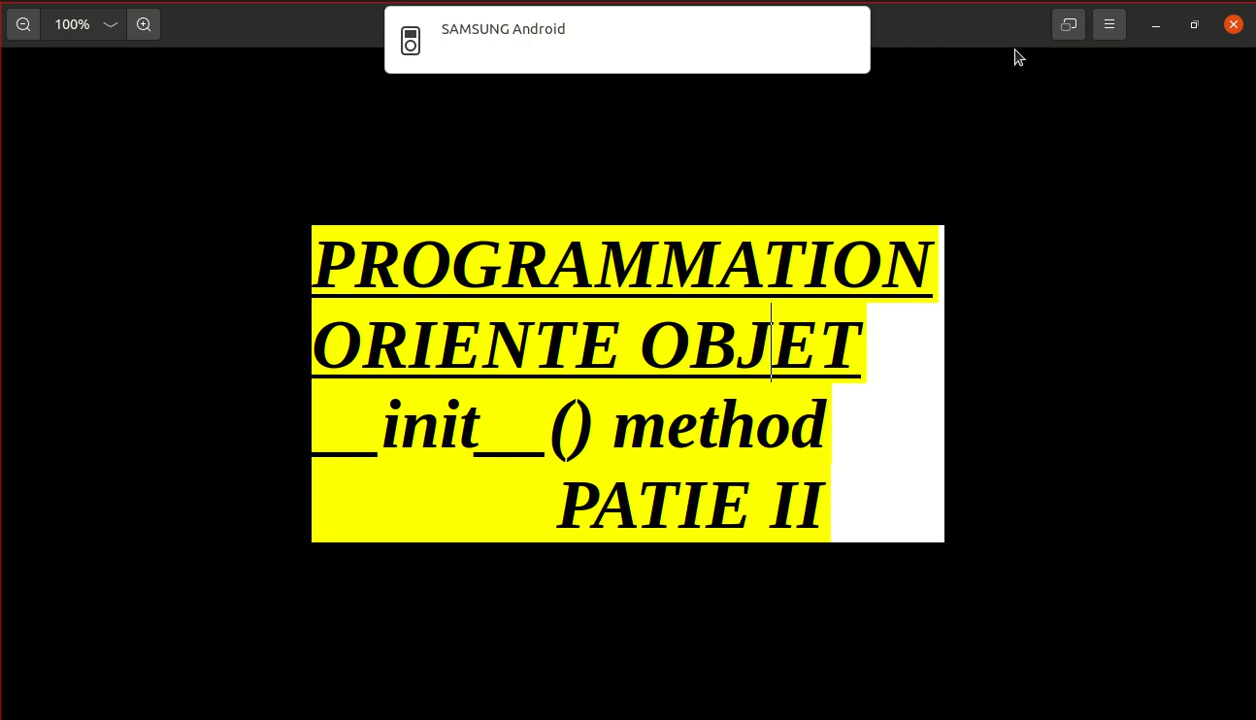 100%
SAMSUNG Android
PROGRAMMATION
ORIENTE OBJET
__init__() method
PATIE II